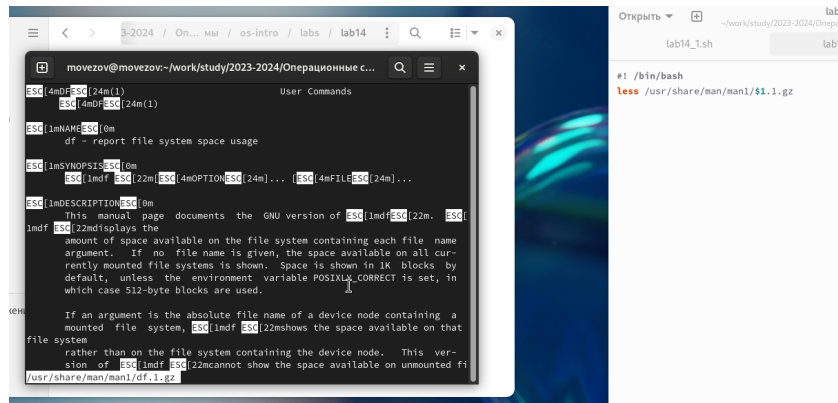 3-2024 / Оп... мы / os-intro / labs / lab14
movezov@movezov:~/work/study/2023-2024/Операционные с...
ESC[4mDFESC[24m(1) User Commands
ESC[4mDFESC[24m(1)
ESC[1mNAMEESC[0m
df - report file system space usage
ESC[1mSYNOPSISESC[0m
ESC[1mdf ESC[22m[ESC[4mOPTIONESC[24m]... [ESC[4mFILEESC[24m]...
ESC[1mDESCRIPTIONESC[0m
This manual page documents the GNU version of ESC[1mdfESC[22m. ESC[
1mdf ESC[22mdisplays the
amount of space available on the file system containing each file name
argument. If no file name is given, the space available on all cur-
rently mounted file systems is shown. Space is shown in 1K blocks by
default, unless the environment variable POSIXLY_CORRECT is set, in
which case 512-byte blocks are used.
If an argument is the absolute file name of a device node containing a
mounted file system, ESC[1mdf ESC[22mshows the space available on that
file system
rather than on the file system containing the device node. This ver-
sion of ESC[1mdf ESC[22mcannot show the space available on unmounted fi
/usr/share/man/man1/df.1.gz
Открыть
lab
~/work/study/2023-2024/Опера
lab14_1.sh
lab
#! /bin/bash
less /usr/share/man/man1/$1.1.gz